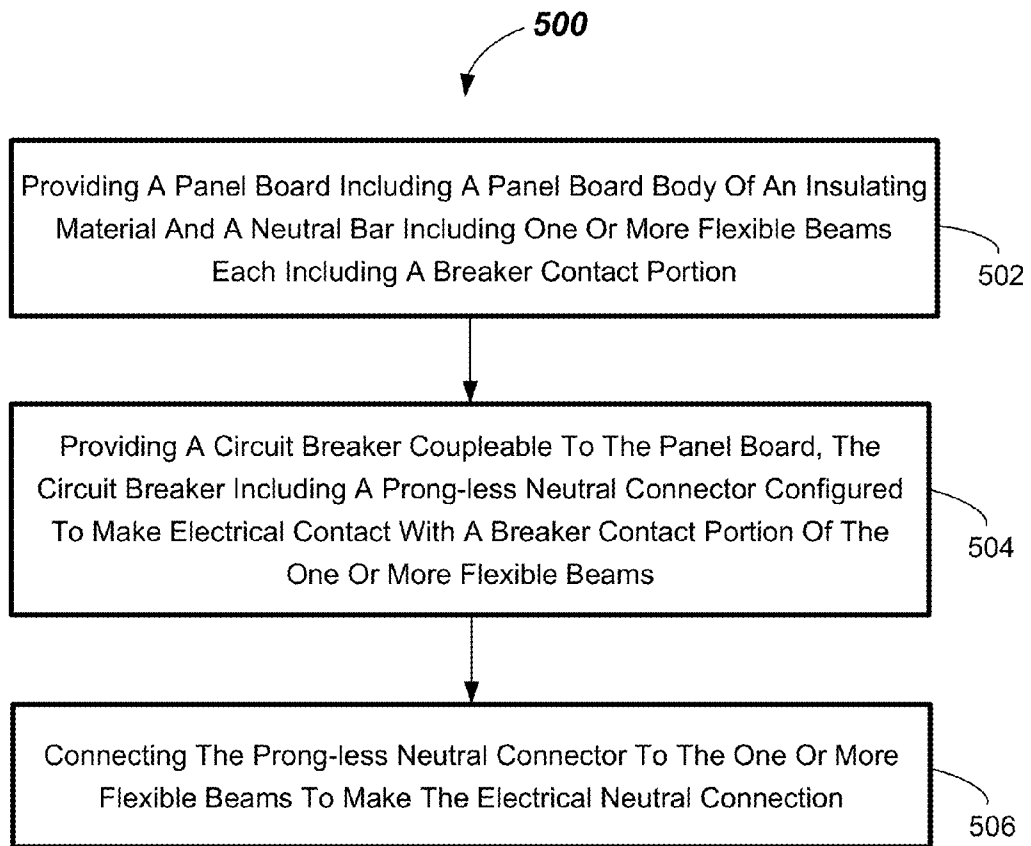 500
Providing A Panel Board Including A Panel Board Body Of An Insulating
Material And A Neutral Bar Including One Or More Flexible Beams
Each Including A Breaker Contact Portion
502
Providing A Circuit Breaker Coupleable To The Panel Board, The
Circuit Breaker Including A Prong-less Neutral Connector Configured
To Make Electrical Contact With A Breaker Contact Portion Of The
One Or More Flexible Beams
504
Connecting The Prong-less Neutral Connector To The One Or More
Flexible Beams To Make The Electrical Neutral Connection
506